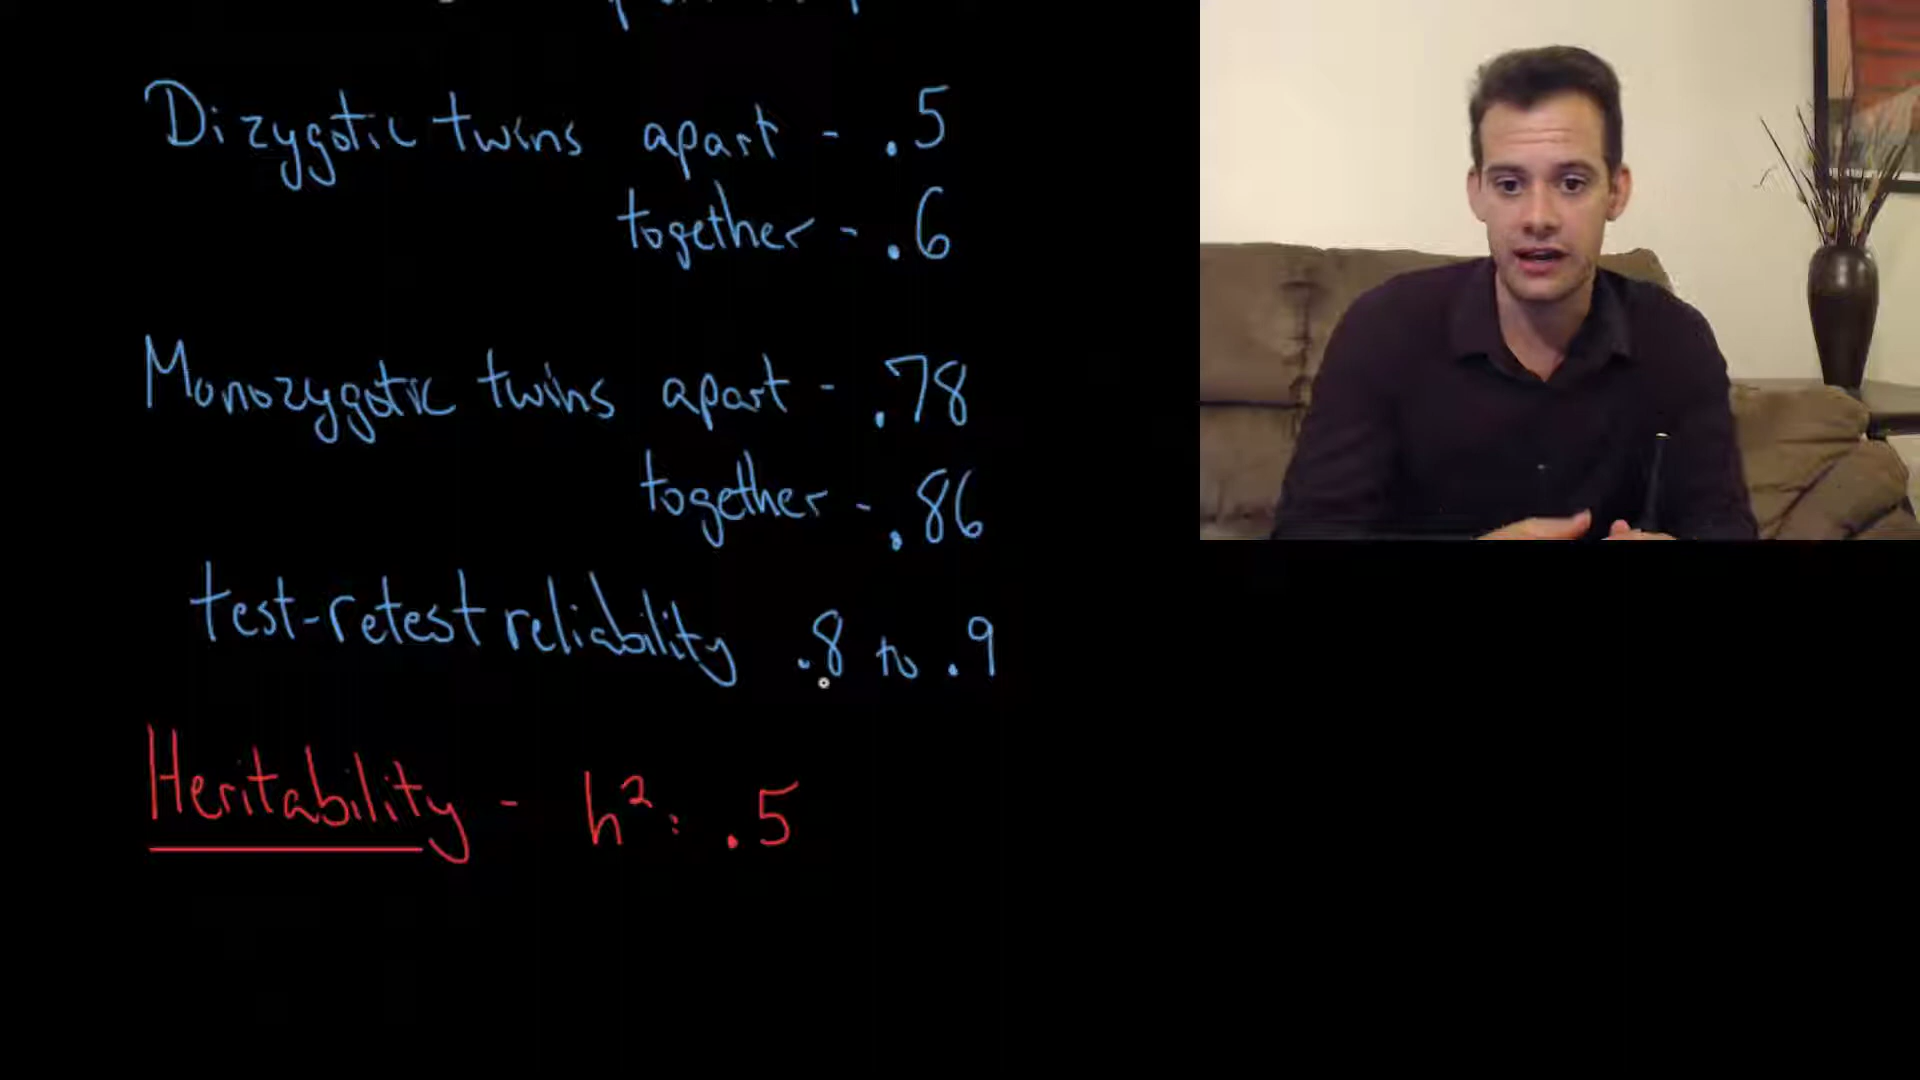 Dizygotic twins apart - .5
together - .6
Monozygotic twins apart - .78
together - .86
test-retest reliability .8 to .9
Heritability - h²: .5